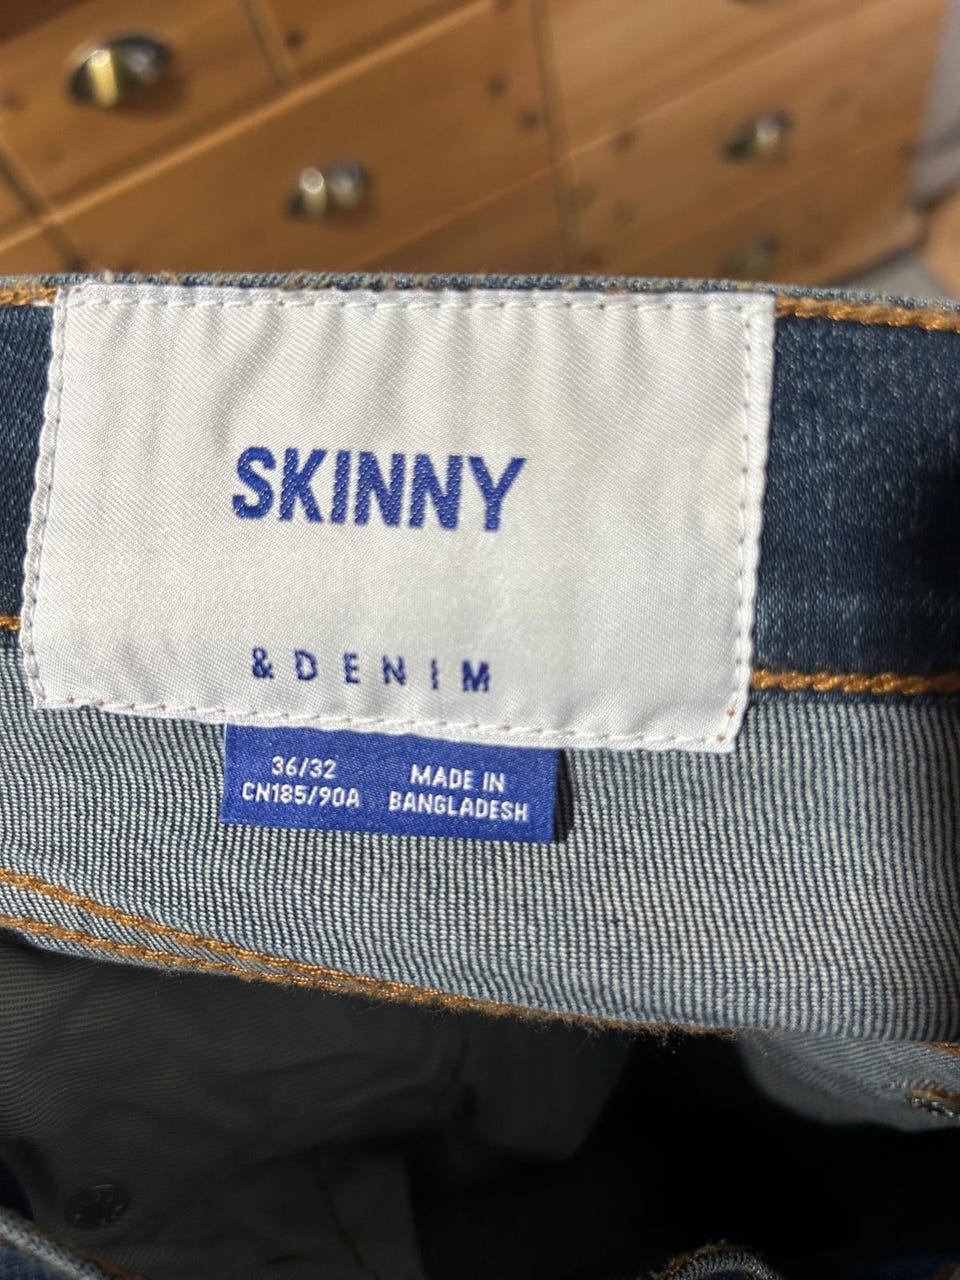 SKINNY
& DENIM
36/32
CN185/90A
MADE IN
BANGLADESH